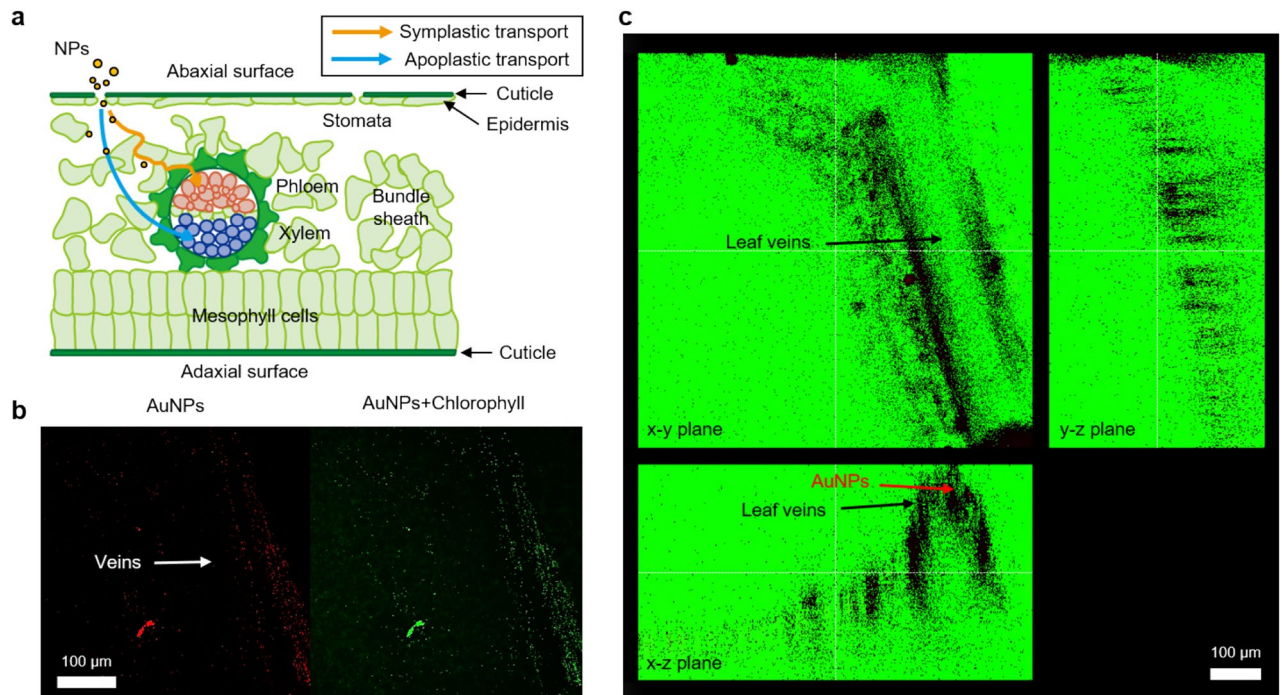 a
NPs
Symplastic transport
Apoplastic transport
Abaxial surface
Cuticle
Stomata
Epidermis
Phloem
Bundle
sheath
Xylem
Mesophyll cells
Cuticle
Adaxial surface
b
AuNPs
AuNPs+Chlorophyll
Veins
100 µm
c
Leaf veins
x-y plane
y-z plane
AuNPs
Leaf veins
x-z plane
100 µm